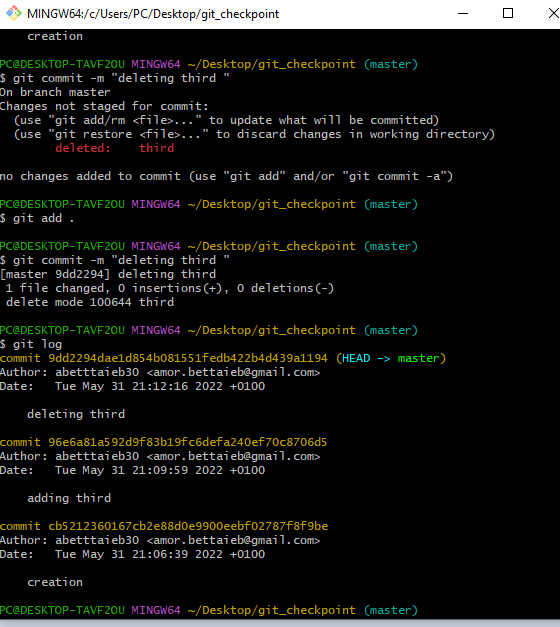 MINGW64:/c/Users/PC/Desktop/git_checkpoint
creation
PC@DESKTOP-TAVF2OU MINGW64 ~/Desktop/git_checkpoint (master)
$ git commit -m "deleting third "
On branch master
Changes not staged for commit:
(use "git add/rm <file>..." to update what will be committed)
(use "git restore <file>..." to discard changes in working directory)
deleted: third
no changes added to commit (use "git add" and/or "git commit -a")
PC@DESKTOP-TAVF2OU MINGW64 ~/Desktop/git_checkpoint (master)
$ git add .
PC@DESKTOP-TAVF2OU MINGW64 ~/Desktop/git_checkpoint (master)
$ git commit -m "deleting third "
[master 9dd2294] deleting third
1 file changed, 0 insertions(+), 0 deletions(-)
delete mode 100644 third
PC@DESKTOP-TAVF2OU MINGW64 ~/Desktop/git_checkpoint (master)
$ git log
commit 9dd2294dae1d854b081551fedb422b4d439a1194 (HEAD -> master)
Author: abetttaieb30 <amor.bettaieb@gmail.com>
Date: Tue May 31 21:12:16 2022 +0100
deleting third
commit 96e6a81a592d9f83b19fc6defa240ef70c8706d5
Author: abetttaieb30 <amor.bettaieb@gmail.com>
Date: Tue May 31 21:09:59 2022 +0100
adding third
commit cb5212360167cb2e88d0e9900eebf02787f8f9be
Author: abetttaieb30 <amor.bettaieb@gmail.com>
Date: Tue May 31 21:06:39 2022 +0100
creation
PC@DESKTOP-TAVF2OU MINGW64 ~/Desktop/git_checkpoint (master)